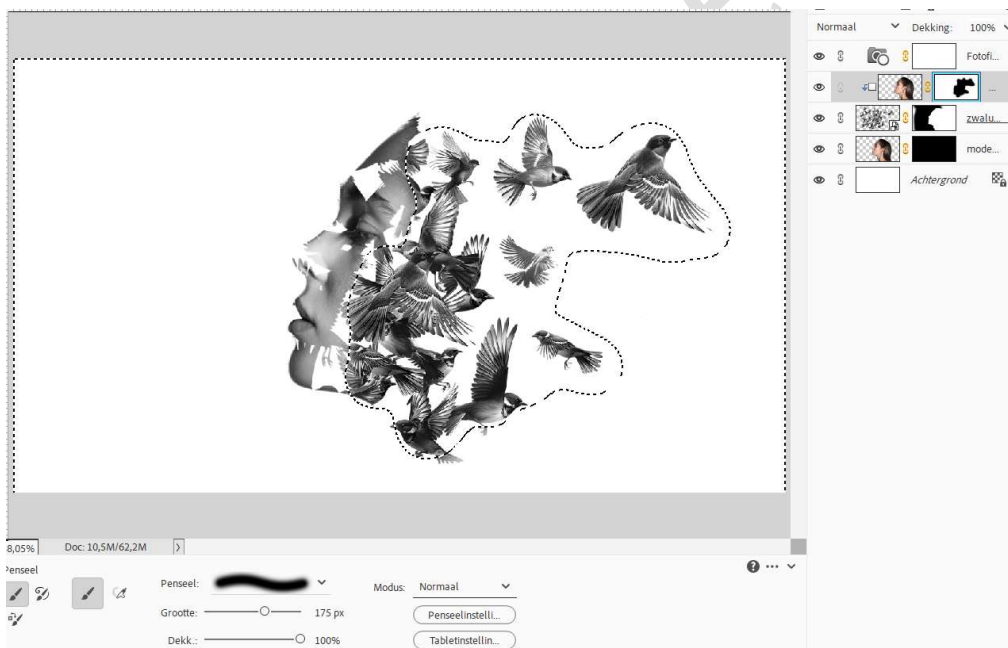 Normaal Dekking: 100%
Fotofi...
...
zwalu...
mode...
Achtergrond
8,05% Doc: 10,5M/62,2M
Penseel
Penseel: Modus: Normaal
Grootte: 175 px Penseelinstelli...
Dekk.: 100% Tabletinstellin...